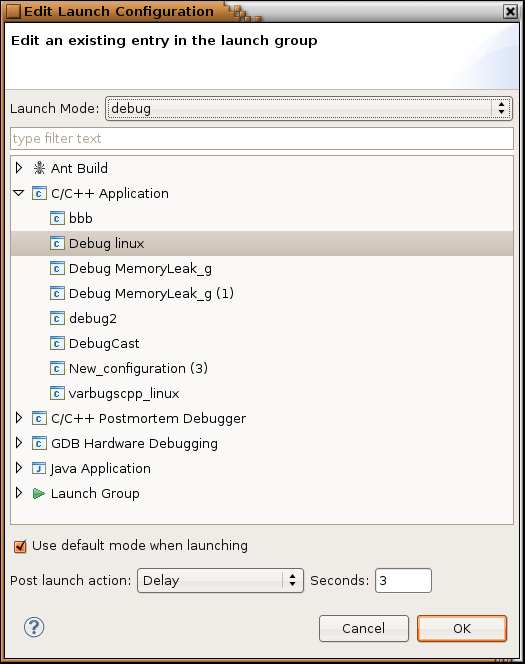 Edit Launch Configuration
Edit an existing entry in the launch group
Launch Mode: debug
type filter text
Ant Build
C/C++ Application
bbb
Debug linux
Debug MemoryLeak_g
Debug MemoryLeak_g (1)
debug2
DebugCast
New_configuration (3)
varbugscpp_linux
C/C++ Postmortem Debugger
GDB Hardware Debugging
Java Application
Launch Group
Use default mode when launching
Post launch action: Delay Seconds: 3
? Cancel OK